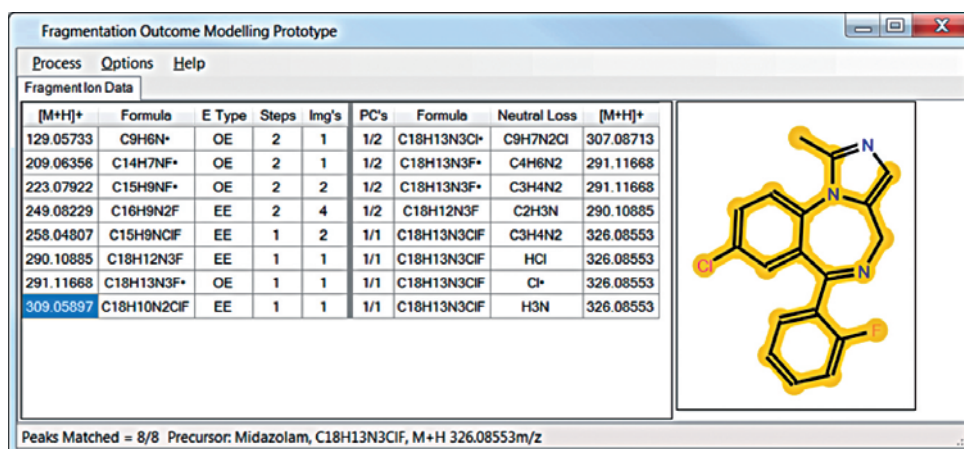 Fragmentation Outcome Modelling Prototype
Process Options Help
Fragment Ion Data
[M+H]+ Formula E Type Steps Img's PC's Formula Neutral Loss [M+H]+
129.05733 C9H6N• OE 2 1 1/2 C18H13N3Cl• C9H7N2Cl 307.08713
209.06356 C14H7NF• OE 2 1 1/2 C18H13N3F• C4H6N2 291.11668
223.07922 C15H9NF• OE 2 2 1/2 C18H13N3F• C3H4N2 291.11668
249.08229 C16H9N2F EE 2 4 1/2 C18H12N3F C2H3N 290.10885
258.04807 C15H9NClF EE 1 2 1/1 C18H13N3ClF C3H4N2 326.08553
290.10885 C18H12N3F EE 1 1 1/1 C18H13N3ClF HCl 326.08553
291.11668 C18H13N3F• OE 1 1 1/1 C18H13N3ClF Cl• 326.08553
309.05897 C18H10N2ClF EE 1 1 1/1 C18H13N3ClF H3N 326.08553
N
N
Cl
N
F
Peaks Matched = 8/8 Precursor: Midazolam, C18H13N3ClF, M+H 326.08553m/z